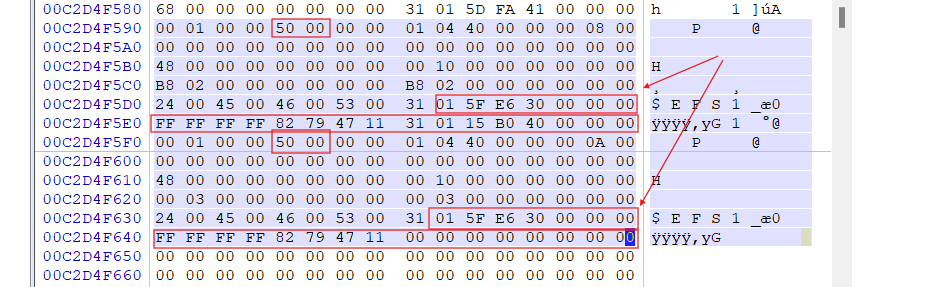 00C2D4F580 68 00 00 00 00 00 00 00 31 01 5D FA 41 00 00 00 h 1 ]úA
00C2D4F590 00 01 00 00 50 00 00 00 01 04 40 00 00 00 08 00 P @
00C2D4F5A0 00 00 00 00 00 00 00 00 00 00 00 00 00 00 00 00
00C2D4F5B0 48 00 00 00 00 00 00 00 00 10 00 00 00 00 00 00 H
00C2D4F5C0 B8 02 00 00 00 00 00 00 B8 02 00 00 00 00 00 00 ¸ ¸
00C2D4F5D0 24 00 45 00 46 00 53 00 31 01 5F E6 30 00 00 00 $ E F S 1 _æ0
00C2D4F5E0 FF FF FF FF 82 79 47 11 31 01 15 B0 40 00 00 00 ÿÿÿÿ‚yG 1 °@
00C2D4F5F0 00 01 00 00 50 00 00 00 01 04 40 00 00 00 0A 00 P @
00C2D4F600 00 00 00 00 00 00 00 00 00 00 00 00 00 00 00 00
00C2D4F610 48 00 00 00 00 00 00 00 00 10 00 00 00 00 00 00 H
00C2D4F620 00 03 00 00 00 00 00 00 00 03 00 00 00 00 00 00
00C2D4F630 24 00 45 00 46 00 53 00 31 01 5F E6 30 00 00 00 $ E F S 1 _æ0
00C2D4F640 FF FF FF FF 82 79 47 11 00 00 00 00 00 00 00 00 ÿÿÿÿ‚yG
00C2D4F650 00 00 00 00 00 00 00 00 00 00 00 00 00 00 00 00
00C2D4F660 00 00 00 00 00 00 00 00 00 00 00 00 00 00 00 00